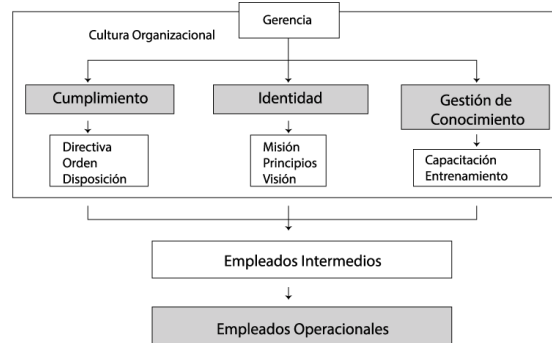 Gerencia
Cultura Organizacional
Cumplimiento
Identidad
Gestión de
Conocimiento
Directiva
Orden
Disposición
Misión
Principios
Visión
Capacitación
Entrenamiento
Empleados Intermedios
Empleados Operacionales